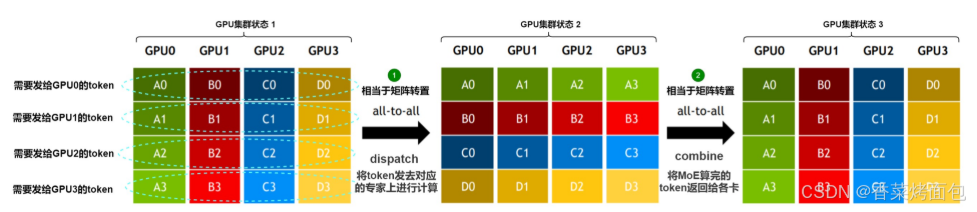 GPU集群状态 1
GPU集群状态 2
GPU集群状态 3
GPU0 GPU1 GPU2 GPU3
GPU0 GPU1 GPU2 GPU3
GPU0 GPU1 GPU2 GPU3
需要发给GPU0的token
A0 B0 C0 D0
需要发给GPU1的token
A1 B1 C1 D1
需要发给GPU2的token
A2 B2 C2 D2
需要发给GPU3的token
A3 B3 C3 D3
1
相当于矩阵转置
all-to-all
dispatch
将token发去对应
的专家上进行计算
A0 A1 A2 A3
B0 B1 B2 B3
C0 C1 C2 C3
D0 D1 D2 D3
2
相当于矩阵转置
all-to-all
combine
将MoE算完的
token返回给各卡
A0 B0 C0 D0
A1 B1 C1 D1
A2 B2 C2 D2
A3 B3 C3 D3
CSDN @香菜烤面包